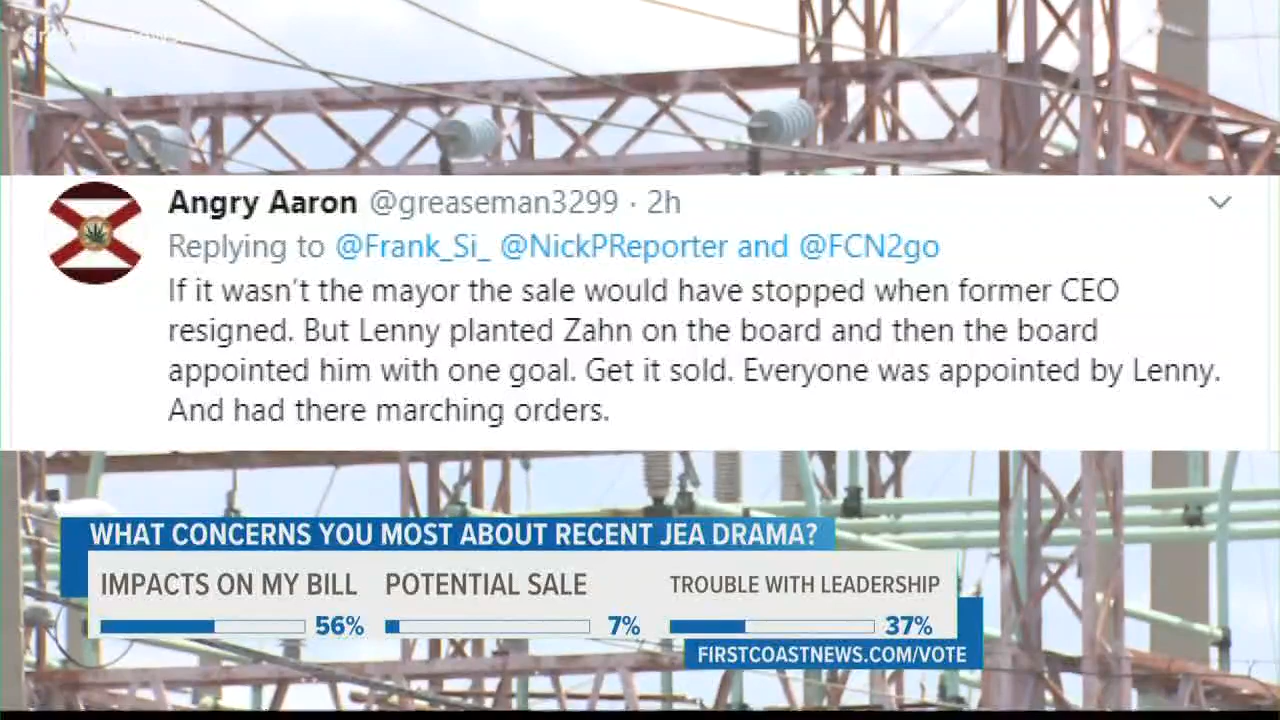 Angry Aaron @greaseman3299 · 2h
Replying to @Frank_Si_ @NickPReporter and @FCN2go
If it wasn't the mayor the sale would have stopped when former CEO
resigned. But Lenny planted Zahn on the board and then the board
appointed him with one goal. Get it sold. Everyone was appointed by Lenny.
And had there marching orders.
WHAT CONCERNS YOU MOST ABOUT RECENT JEA DRAMA?
IMPACTS ON MY BILL POTENTIAL SALE TROUBLE WITH LEADERSHIP
56% 7% 37%
FIRSTCOASTNEWS.COM/VOTE